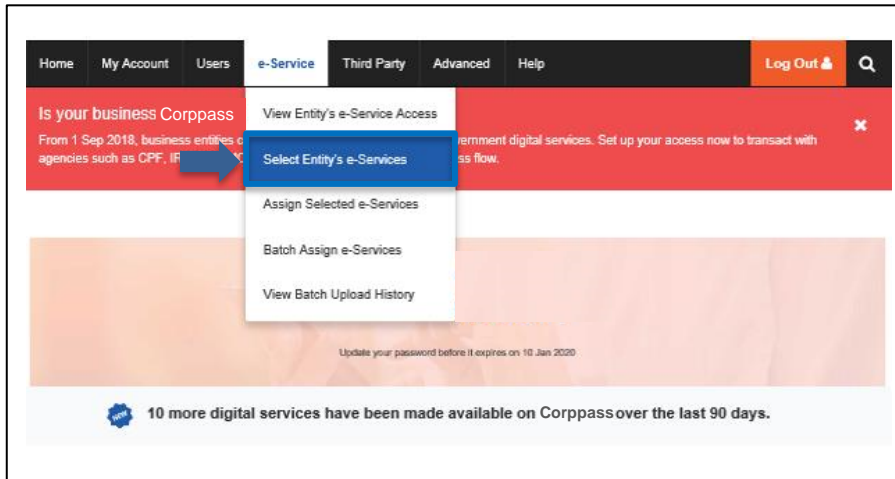 Home My Account Users e-Service Third Party Advanced Help Log Out
Is your business Corppass
From 1 Sep 2018, business entities vernment digital services. Set up your access now to transact with
agencies such as CPF, ss flow.
View Entity's e-Service Access
Select Entity's e-Services
Assign Selected e-Services
Batch Assign e-Services
View Batch Upload History
Update your password before it expires on 10 Jan 2020
NEW 10 more digital services have been made available on Corppass over the last 90 days.